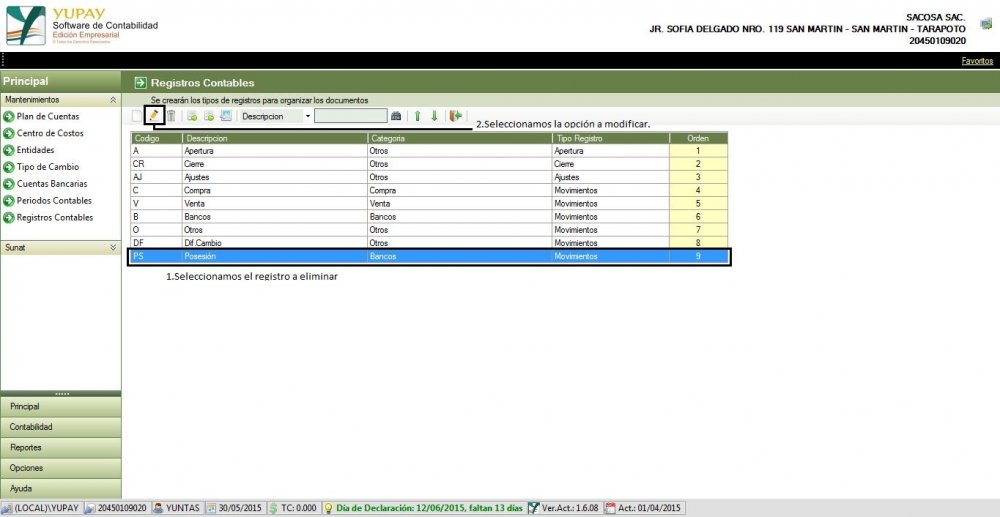 YUPAY
Software de Contabilidad
Edición Empresarial
SACOSA SAC.
JR. SOFIA DELGADO NRO. 119 SAN MARTIN - SAN MARTIN - TARAPOTO
20450109020
Favoritos
Principal
Mantenimientos
Plan de Cuentas
Centro de Costos
Entidades
Tipo de Cambio
Cuentas Bancarias
Periodos Contables
Registros Contables
Sunat
Principal
Contabilidad
Reportes
Opciones
Ayuda
Registros Contables
Se crearán los tipos de registros para organizar los documentos
Descripcion
2.Seleccionamos la opción a modificar.
Codigo Descripcion Categoria Tipo Registro Orden
A Apertura Otros Apertura 1
CR Cierre Otros Cierre 2
AJ Ajustes Otros Ajustes 3
C Compra Compra Movimientos 4
V Venta Venta Movimientos 5
B Bancos Bancos Movimientos 6
O Otros Otros Movimientos 7
DF Dif.Cambio Otros Movimientos 8
PS Posesión Bancos Movimientos 9
1.Seleccionamos el registro a eliminar
(LOCAL)\YUPAY 20450109020 YUNTAS 30/05/2015 TC: 0.000 Día de Declaración: 12/06/2015, faltan 13 días Ver.Act.: 1.6.08 Act.: 01/04/2015